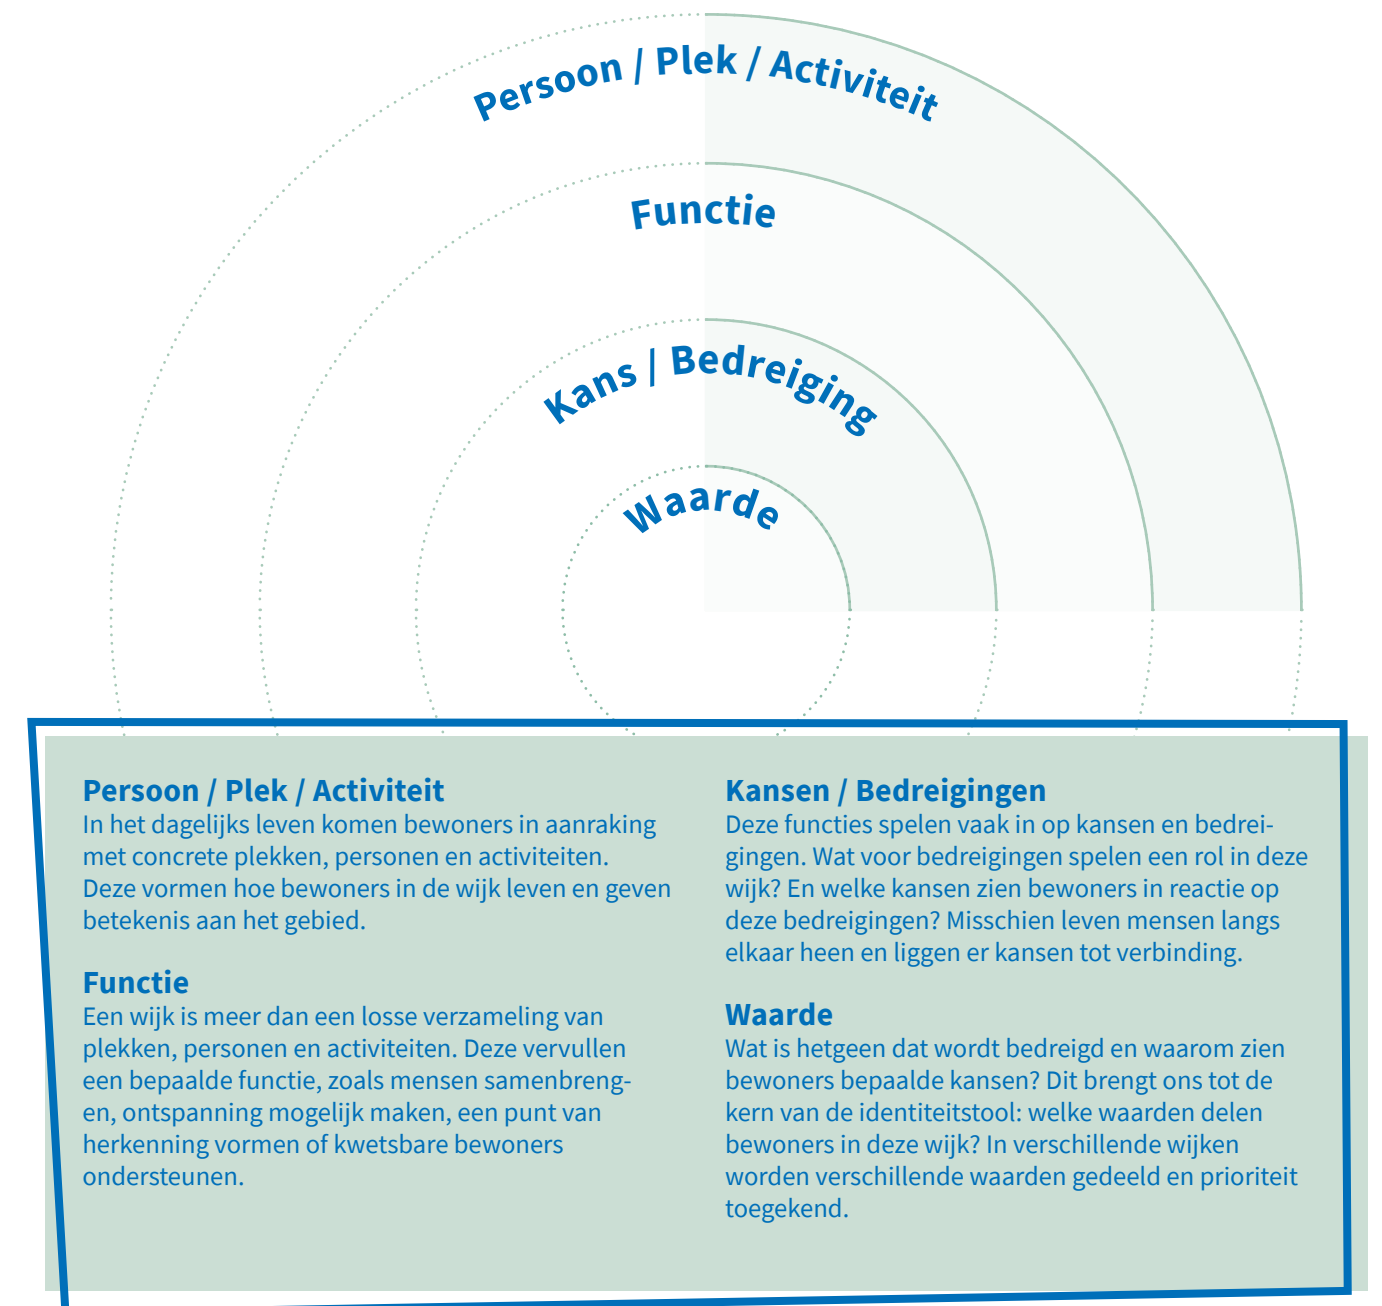 Persoon / Plek / Activiteit
Functie
Kans / Bedreiging
Waarde
Persoon / Plek / Activiteit
In het dagelijks leven komen bewoners in aanraking
met concrete plekken, personen en activiteiten.
Deze vormen hoe bewoners in de wijk leven en geven
betekenis aan het gebied.
Functie
Een wijk is meer dan een losse verzameling van
plekken, personen en activiteiten. Deze vervullen
een bepaalde functie, zoals mensen samenbreng-
en, ontspanning mogelijk maken, een punt van
herkenning vormen of kwetsbare bewoners
ondersteunen.
Kansen / Bedreigingen
Deze functies spelen vaak in op kansen en bedrei-
gingen. Wat voor bedreigingen spelen een rol in deze
wijk? En welke kansen zien bewoners in reactie op
deze bedreigingen? Misschien leven mensen langs
elkaar heen en liggen er kansen tot verbinding.
Waarde
Wat is hetgeen dat wordt bedreigd en waarom zien
bewoners bepaalde kansen? Dit brengt ons tot de
kern van de identiteitstool: welke waarden delen
bewoners in deze wijk? In verschillende wijken
worden verschillende waarden gedeeld en prioriteit
toegekend.